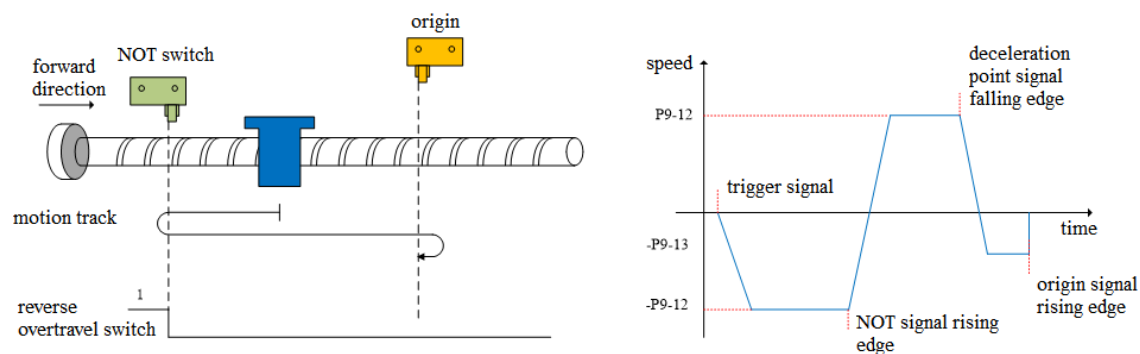 origin
NOT switch
forward
direction
motion track
1
reverse
overtravel switch
speed
deceleration
point signal
falling edge
P9-12
trigger signal
time
-P9-13
origin signal
rising edge
-P9-12
NOT signal rising
edge